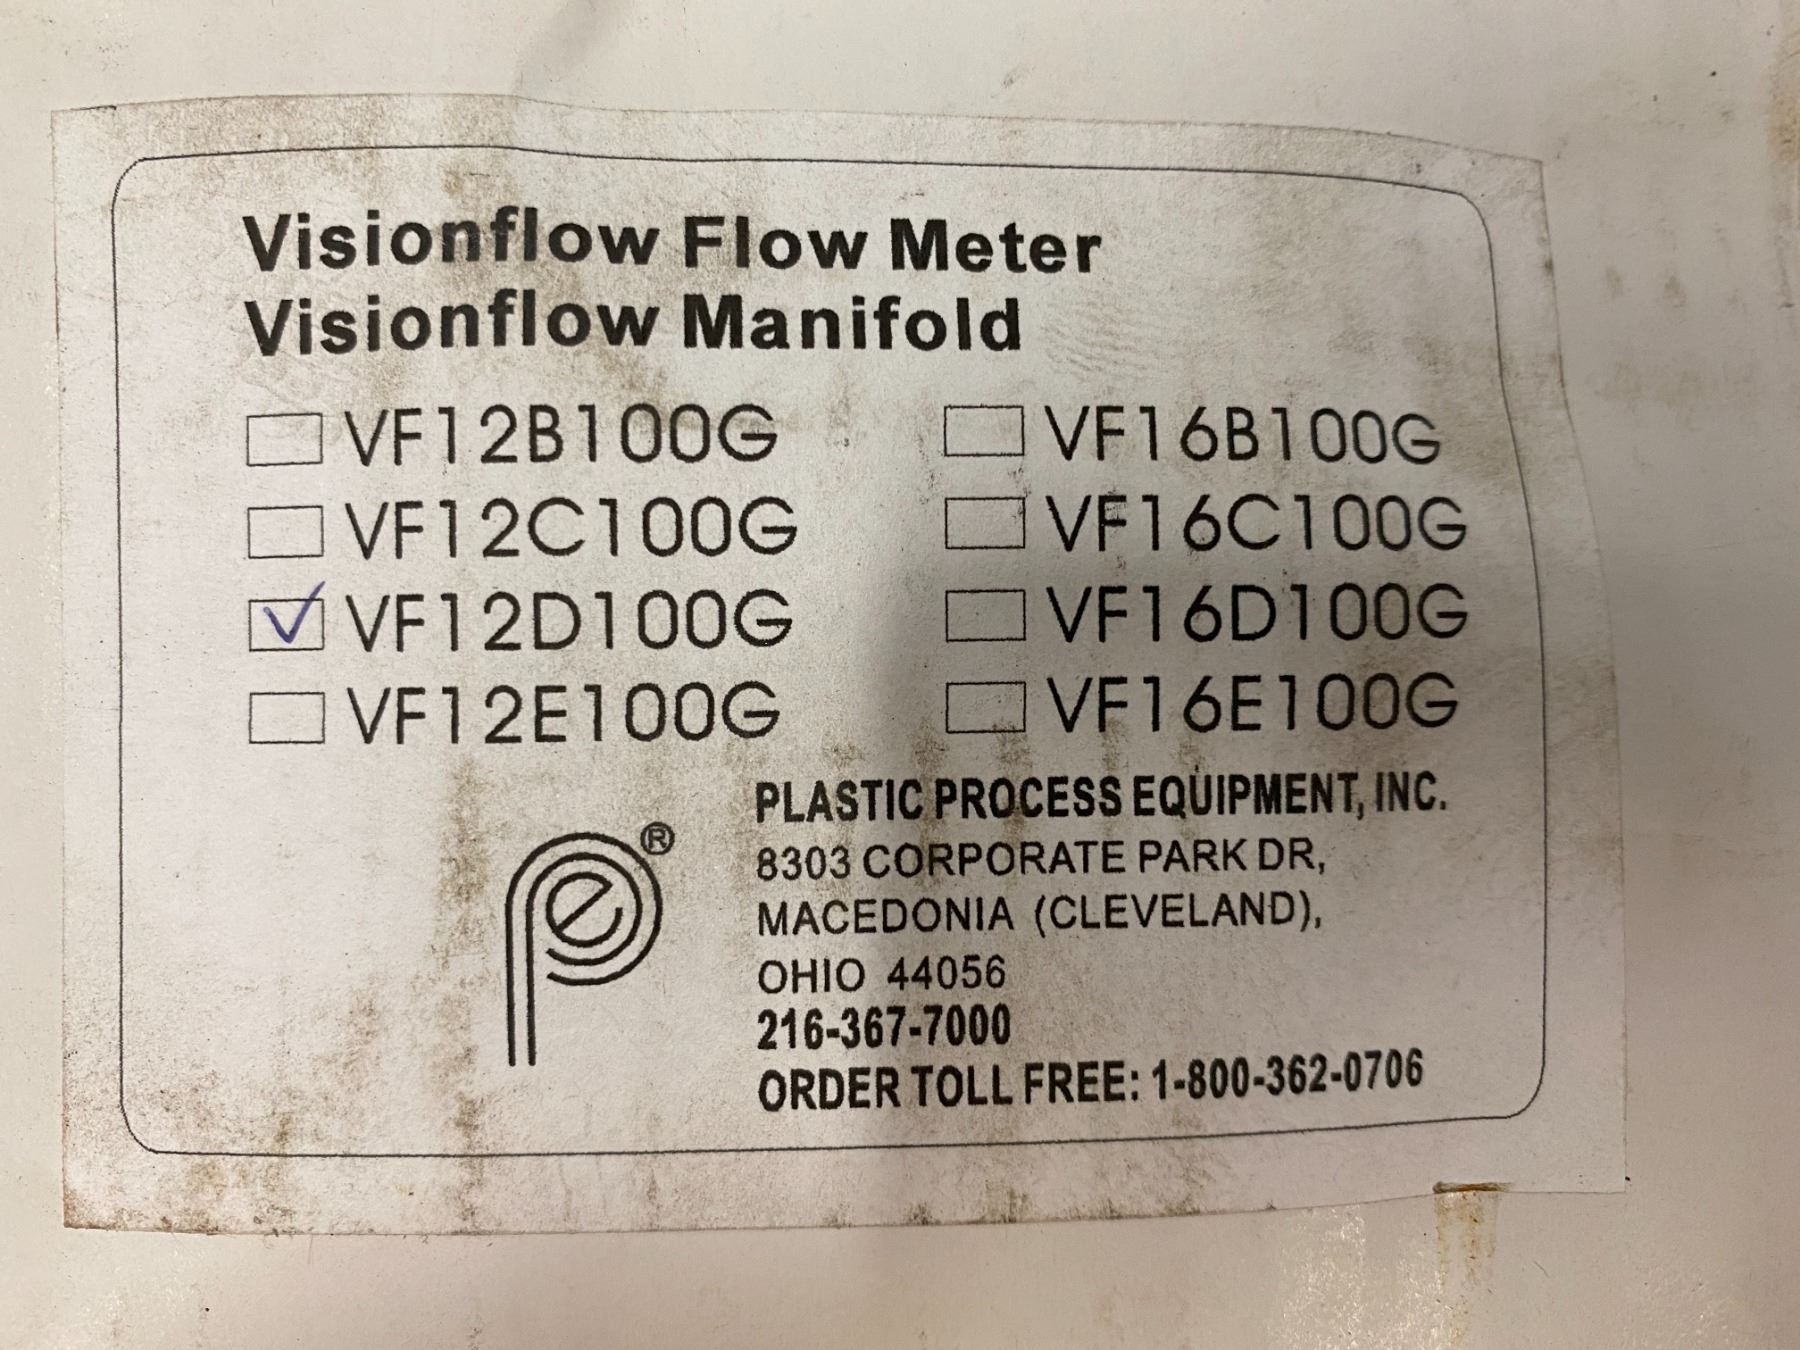 Visionflow Flow Meter
Visionflow Manifold
VF12B100G VF16B100G
VF12C100G VF16C100G
VF12D100G VF16D100G
VF12E100G VF16E100G
PLASTIC PROCESS EQUIPMENT, INC.
8303 CORPORATE PARK DR,
MACEDONIA (CLEVELAND),
OHIO 44056
216-367-7000
ORDER TOLL FREE: 1-800-362-0706
pe®